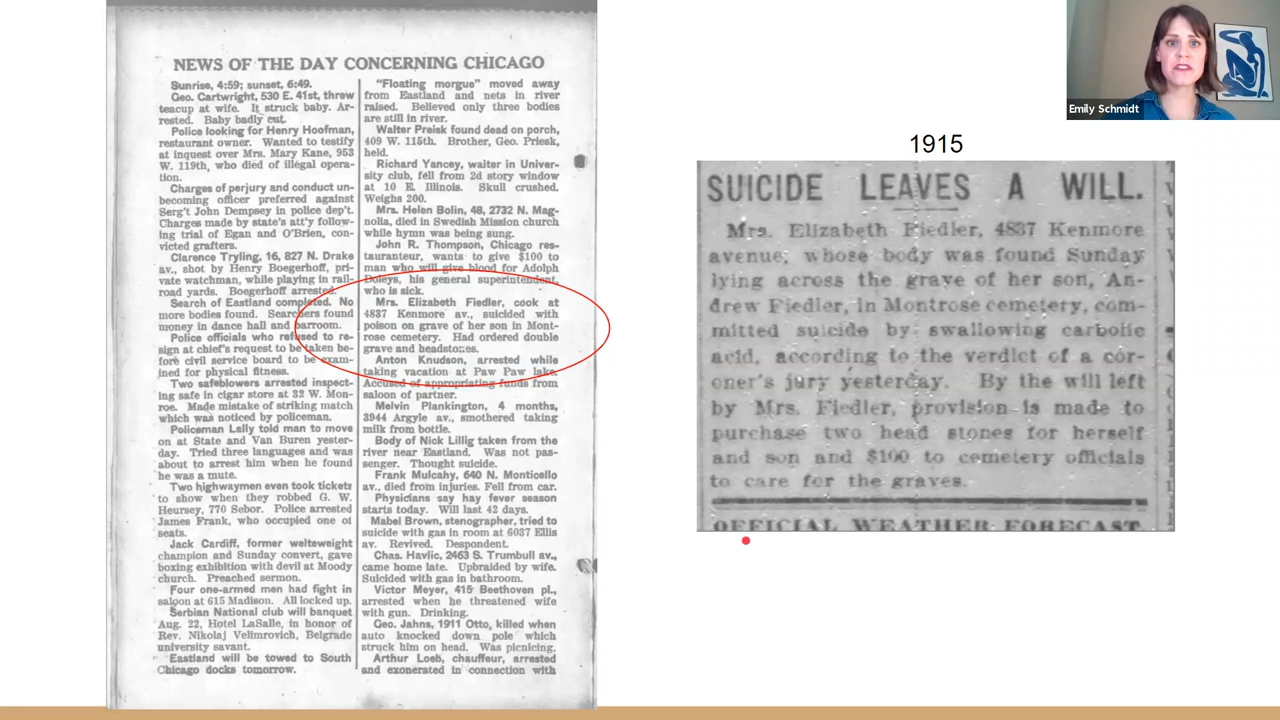 NEWS OF THE DAY CONCERNING CHICAGO
Sunrise, 4:59; sunset, 6:49.
Geo. Cartwright, 530 E. 41st, threw
teacup at wife. It struck baby. Ar-
rested. Baby badly cut.
Police looking for Henry Hoofman,
restaurant owner. Wanted to testify
at inquest over Mrs. Mary Kane, 953
W. 119th, who died of illegal opera-
tion.
Charges of perjury and conduct un-
becoming officer preferred against
Serg't John Dempsey in police dep't.
Charges made by state's att'y follow-
ing trial of Egan and O'Brien, con-
victed grafters.
Clarence Tryling, 16, 827 N. Drake
av., shot by Henry Boegerhoff, pri-
vate watchman, while playing in rail-
road yards. Boegerhoff arrested.
Search of Eastland completed. No
more bodies found. Searchers found
money in dance hall and barroom.
Police officials who refused to re-
sign at chief's request to be taken be-
fore civil service board to be exam-
ined for physical fitness.
Two safeblowers arrested inspect-
ing safe in cigar store at 32 W. Mon-
roe. Made mistake of striking match
which was noticed by policeman.
Policeman Lally told man to move
on at State and Van Buren yester-
day. Tried three languages and was
about to arrest him when he found
he was a mute.
Two highwaymen even took tickets
to show when they robbed G. W.
Heursey, 770 Sebor. Police arrested
James Frank, who occupied one of
seats.
Jack Cardiff, former welterweight
champion and Sunday convert, gave
boxing exhibition with devil at Moody
church. Preached sermon.
Four one-armed men had fight in
saloon at 615 Madison. All locked up.
Serbian National club will banquet
Aug. 22, Hotel LaSalle, in honor of
Rev. Nikolaj Velimrovich, Belgrade
university savant.
Eastland will be towed to South
Chicago docks tomorrow.
"Floating morgue" moved away
from Eastland and nets in river
raised. Believed only three bodies
are still in river.
Walter Preisk found dead on porch,
409 W. 115th. Brother, Geo. Priesk,
held.
Richard Yancey, waiter in Univer-
sity club, fell from 2d story window
at 10 E. Illinois. Skull crushed.
Weighs 200.
Mrs. Helen Bolin, 48, 2732 N. Mag-
nolia, died in Swedish Mission church
while hymn was being sung.
John R. Thompson, Chicago res-
tauranteur, wants to give $100 to
man who will give blood for Adolph
Doleys, his general superintendent,
who is sick.
Mrs. Elizabeth Fiedler, cook at
4837 Kenmore av., suicided with
poison on grave of her son in Mont-
rose cemetery. Had ordered double
grave and headstones.
Anton Knudson, arrested while
taking vacation at Paw Paw lake.
Accused of appropriating funds from
saloon of partner.
Melvin Plankington, 4 months,
3944 Argyle av., smothered taking
milk from bottle.
Body of Nick Lillig taken from the
river near Eastland. Was not pas-
senger. Thought suicide.
Frank Mulcahy, 640 N. Monticello
av., died from injuries. Fell from car.
Physicians say hay fever season
starts today. Will last 42 days.
Mabel Brown, stenographer, tried to
suicide with gas in room at 6037 Ellis
av. Revived. Despondent.
Chas. Havlic, 2463 S. Trumbull av.,
came home late. Upbraided by wife.
Suicided with gas in bathroom.
Victor Meyer, 415 Beethoven pl.,
arrested when he threatened wife
with gun. Drinking.
Geo. Jahns, 1911 Otto, killed when
auto knocked down pole which
struck him on head. Was picnicing.
Arthur Loeb, chauffeur, arrested
and exonerated in connection with
1915
SUICIDE LEAVES A WILL.
Mrs. Elizabeth Fiedler, 4837 Kenmore
avenue; whose body was found Sunday
lying across the grave of her son, An-
drew Fiedler, in Montrose cemetery, com-
mitted suicide by swallowing carbolic
acid, according to the verdict of a cor-
oner's jury yesterday. By the will left
by Mrs. Fiedler, provision is made to
purchase two head stones for herself
and son and $100 to cemetery officials
to care for the graves.
OFFICIAL WEATHER FORECAST
Emily Schmidt